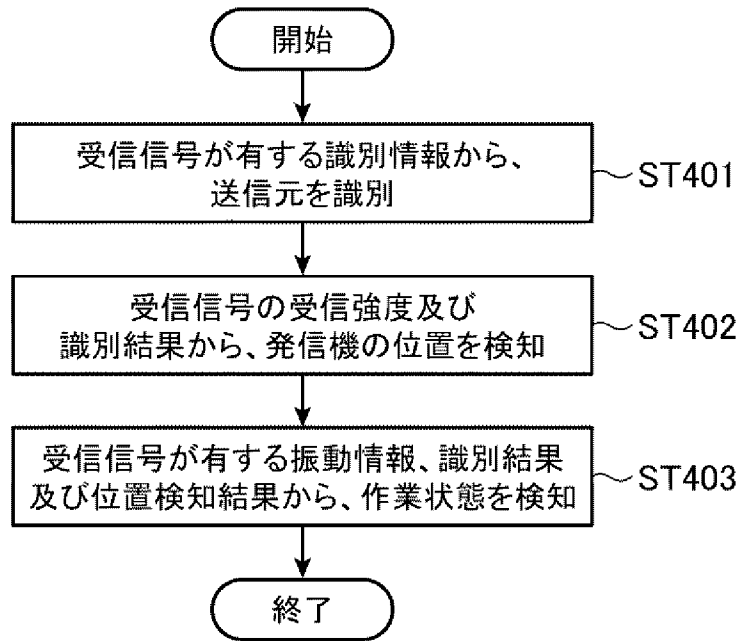 開始
受信信号が有する識別情報から、
送信元を識別
ST401
受信信号の受信強度及び
識別結果から、発信機の位置を検知
ST402
受信信号が有する振動情報、識別結果
及び位置検知結果から、作業状態を検知
ST403
終了